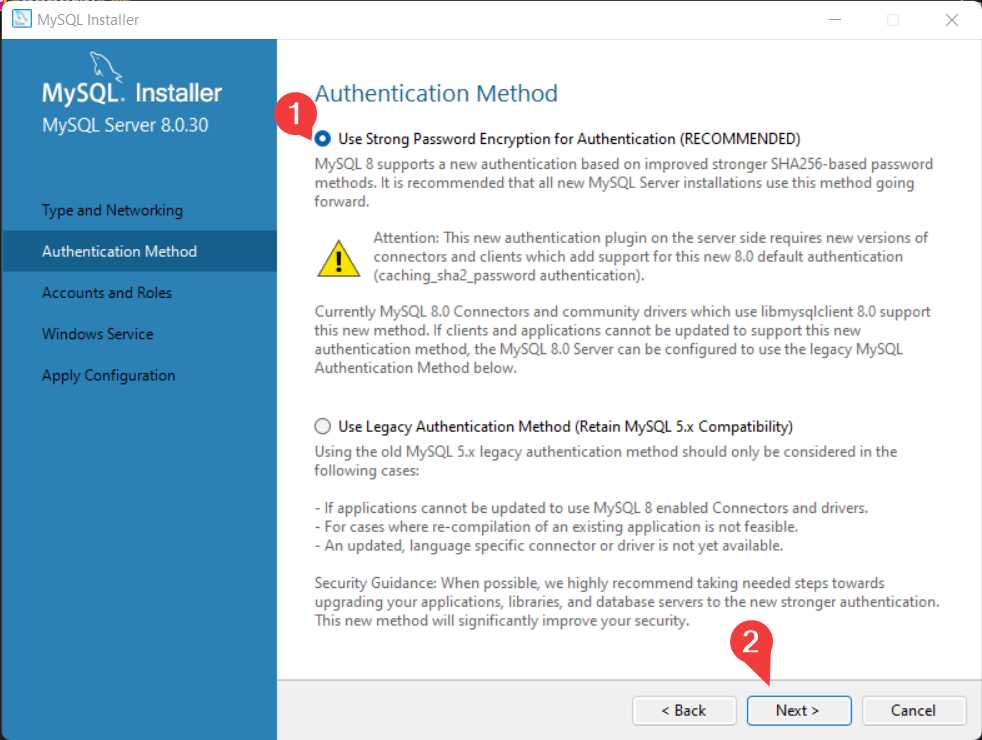 MySQL Installer
MySQL. Installer
MySQL Server 8.0.30
Type and Networking
Authentication Method
Accounts and Roles
Windows Service
Apply Configuration
Authentication Method
1
Use Strong Password Encryption for Authentication (RECOMMENDED)
MySQL 8 supports a new authentication based on improved stronger SHA256-based password
methods. It is recommended that all new MySQL Server installations use this method going
forward.
Attention: This new authentication plugin on the server side requires new versions of
connectors and clients which add support for this new 8.0 default authentication
(caching_sha2_password authentication).
Currently MySQL 8.0 Connectors and community drivers which use libmysqlclient 8.0 support
this new method. If clients and applications cannot be updated to support this new
authentication method, the MySQL 8.0 Server can be configured to use the legacy MySQL
Authentication Method below.
Use Legacy Authentication Method (Retain MySQL 5.x Compatibility)
Using the old MySQL 5.x legacy authentication method should only be considered in the
following cases:
- If applications cannot be updated to use MySQL 8 enabled Connectors and drivers.
- For cases where re-compilation of an existing application is not feasible.
- An updated, language specific connector or driver is not yet available.
Security Guidance: When possible, we highly recommend taking needed steps towards
upgrading your applications, libraries, and database servers to the new stronger authentication.
This new method will significantly improve your security.
2
< Back
Next >
Cancel